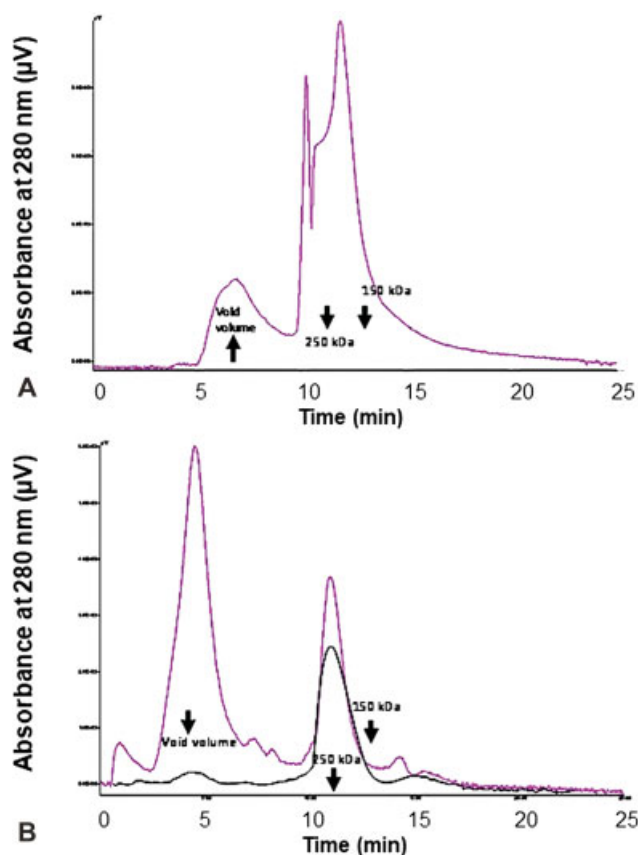 Absorbance at 280 nm (µV)
Void
volume
150 kDa
250 kDa
0 5 10 15 20 25
A
Time (min)
Absorbance at 280 nm (µV)
150 kDa
Void volume
250 kDa
0 5 10 15 20 25
B
Time (min)